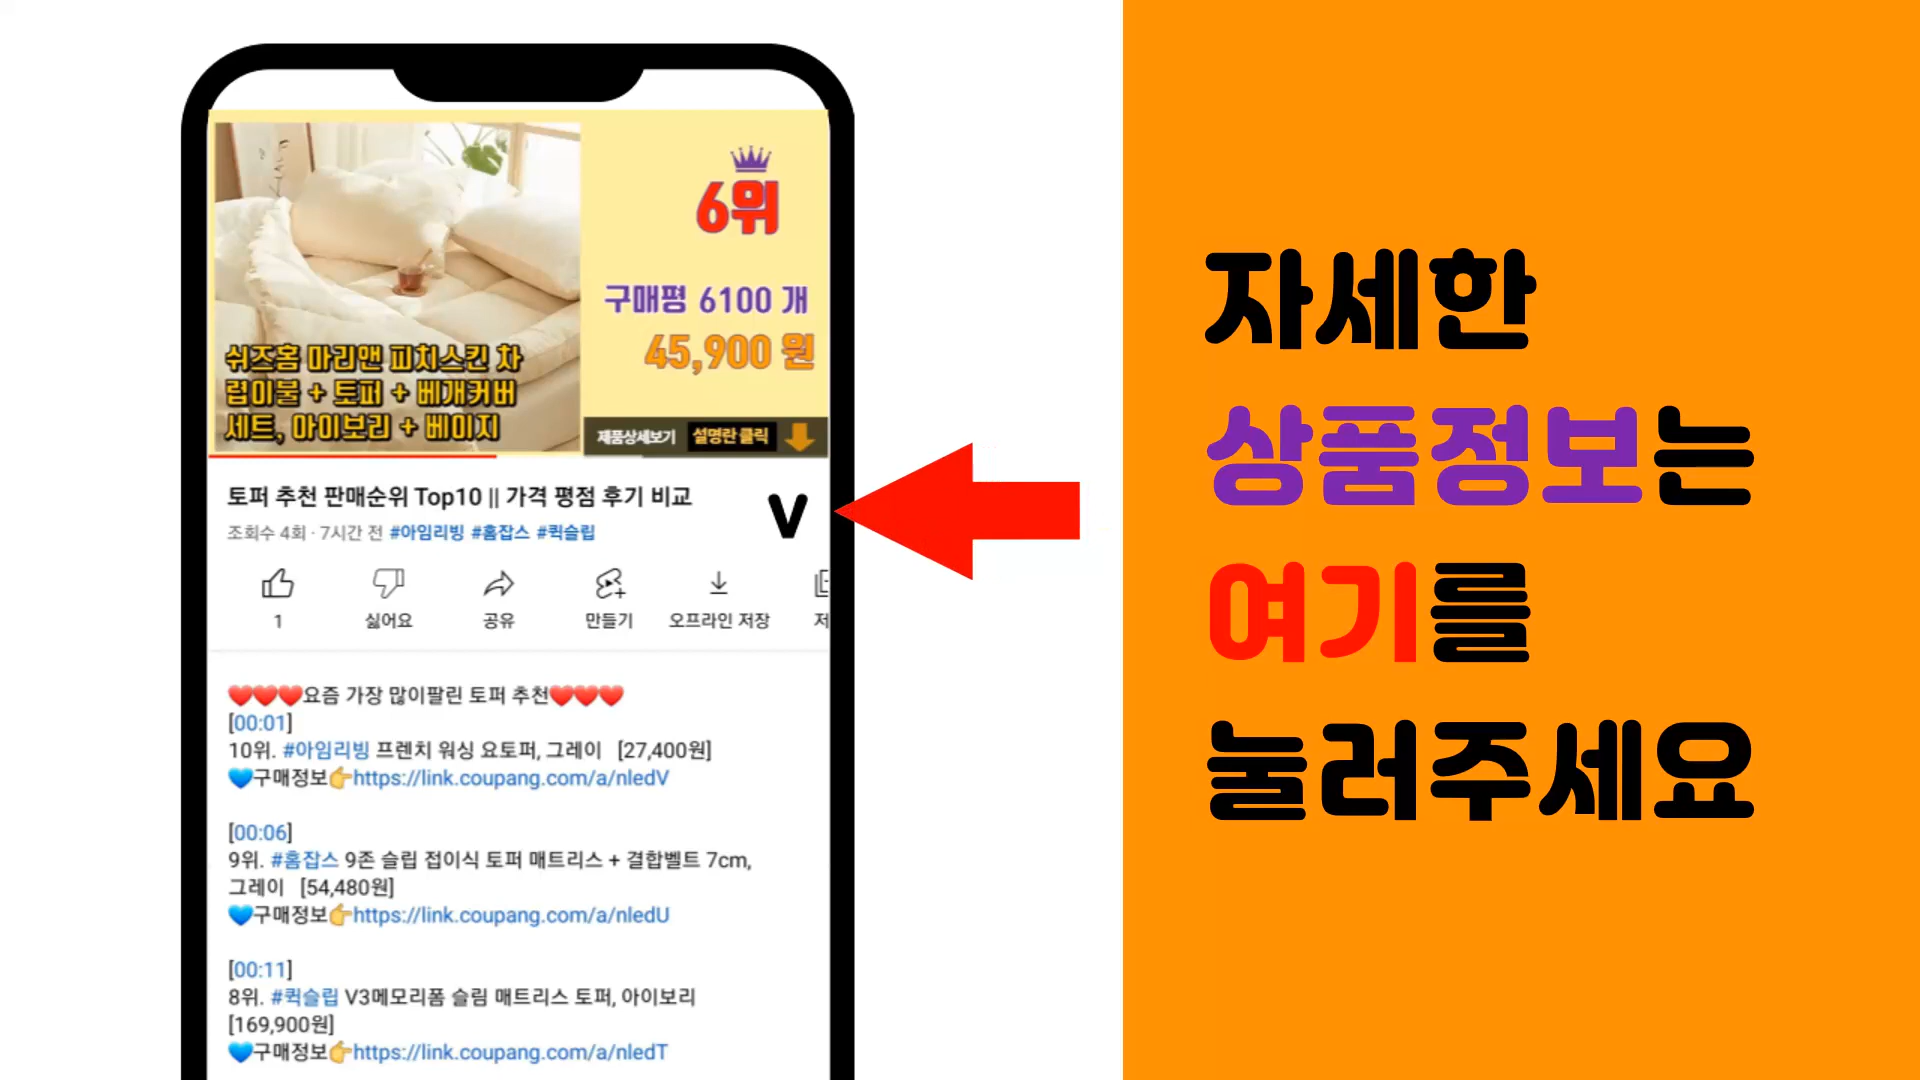 6위
구매평 6100 개
45,900 원
쉬즈홈 마리앤 피치스킨 차
렵이불 + 토퍼 + 베개커버
세트, 아이보리 + 베이지
제품상세보기 설명란 클릭
토퍼 추천 판매순위 Top10 || 가격 평점 후기 비교
V
조회수 4회 · 7시간 전 #아임리빙 #홈잡스 #퀵슬립
1 싫어요 공유 만들기 오프라인 저장 저
❤❤❤요즘 가장 많이팔린 토퍼 추천❤❤❤
[00:01]
10위. #아임리빙 프렌치 워싱 요토퍼, 그레이 [27,400원]
💙구매정보👉https://link.coupang.com/a/nledV
[00:06]
9위. #홈잡스 9존 슬립 접이식 토퍼 매트리스 + 결합벨트 7cm,
그레이 [54,480원]
💙구매정보👉https://link.coupang.com/a/nledU
[00:11]
8위. #퀵슬립 V3메모리폼 슬림 매트리스 토퍼, 아이보리
[169,900원]
💙구매정보👉https://link.coupang.com/a/nledT
자세한
상품정보는
여기를
눌러주세요